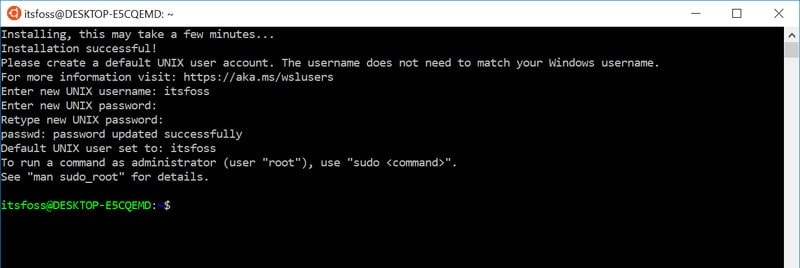 itsfoss@DESKTOP-E5CQEMD: ~
Installing, this may take a few minutes...
Installation successful!
Please create a default UNIX user account. The username does not need to match your Windows username.
For more information visit: https://aka.ms/wslusers
Enter new UNIX username: itsfoss
Enter new UNIX password:
Retype new UNIX password:
passwd: password updated successfully
Default UNIX user set to: itsfoss
To run a command as administrator (user "root"), use "sudo <command>".
See "man sudo_root" for details.
itsfoss@DESKTOP-E5CQEMD:~$